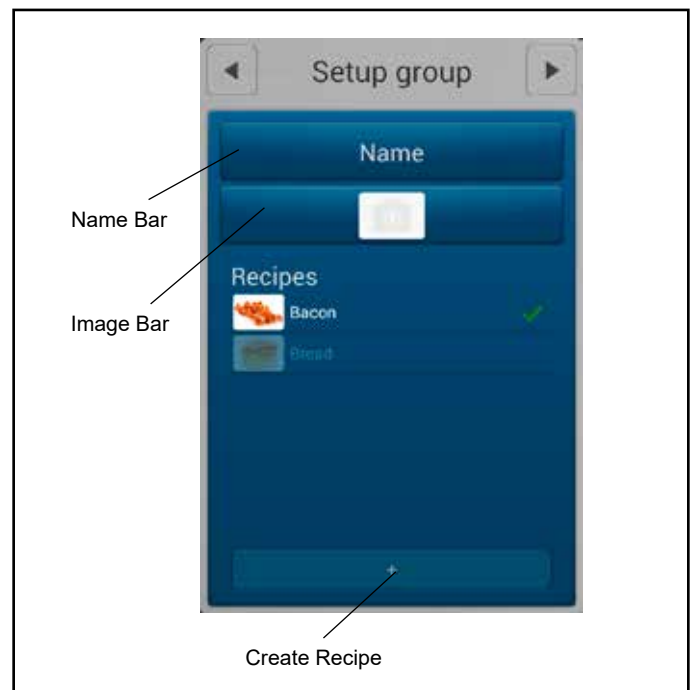 Setup group
Name
Name Bar
Image Bar
Recipes
Bacon
Bread
+
Create Recipe